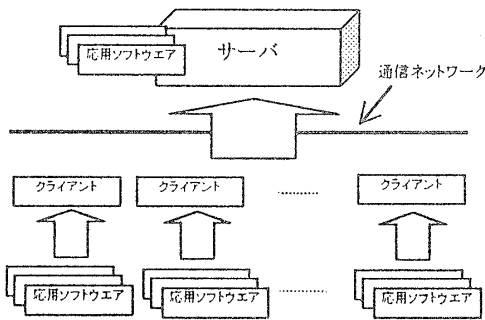 サーバ
応用ソフトウエア
通信ネットワーク
クライアント
クライアント
............
クライアント
応用ソフトウエア
応用ソフトウエア
............
応用ソフトウエア